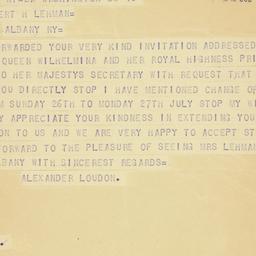 ERT H LEHMAN=
ALBANY NY=
RWARDED YOUR VERY KIND INVITATION ADDRESSED
QUEEN WILHELMINA AND HER ROYAL HIGHNESS PRI
O HER MAJESTYS SECRETARY WITH REQUEST THAT
OU DIRECTLY STOP I HAVE MENTIONED CHANGE OF
M SUNDAY 26TH TO MONDAY 27TH JULY STOP MY W
Y APPRECIATE YOUR KINDNESS IN EXTENDING YOU
ON TO US AND WE ARE VERY HAPPY TO ACCEPT ST
FORWARD TO THE PLEASURE OF SEEING MRS LEHMAN
BANY WITH SINCEREST REGARDS=
ALEXANDER LOUDON.